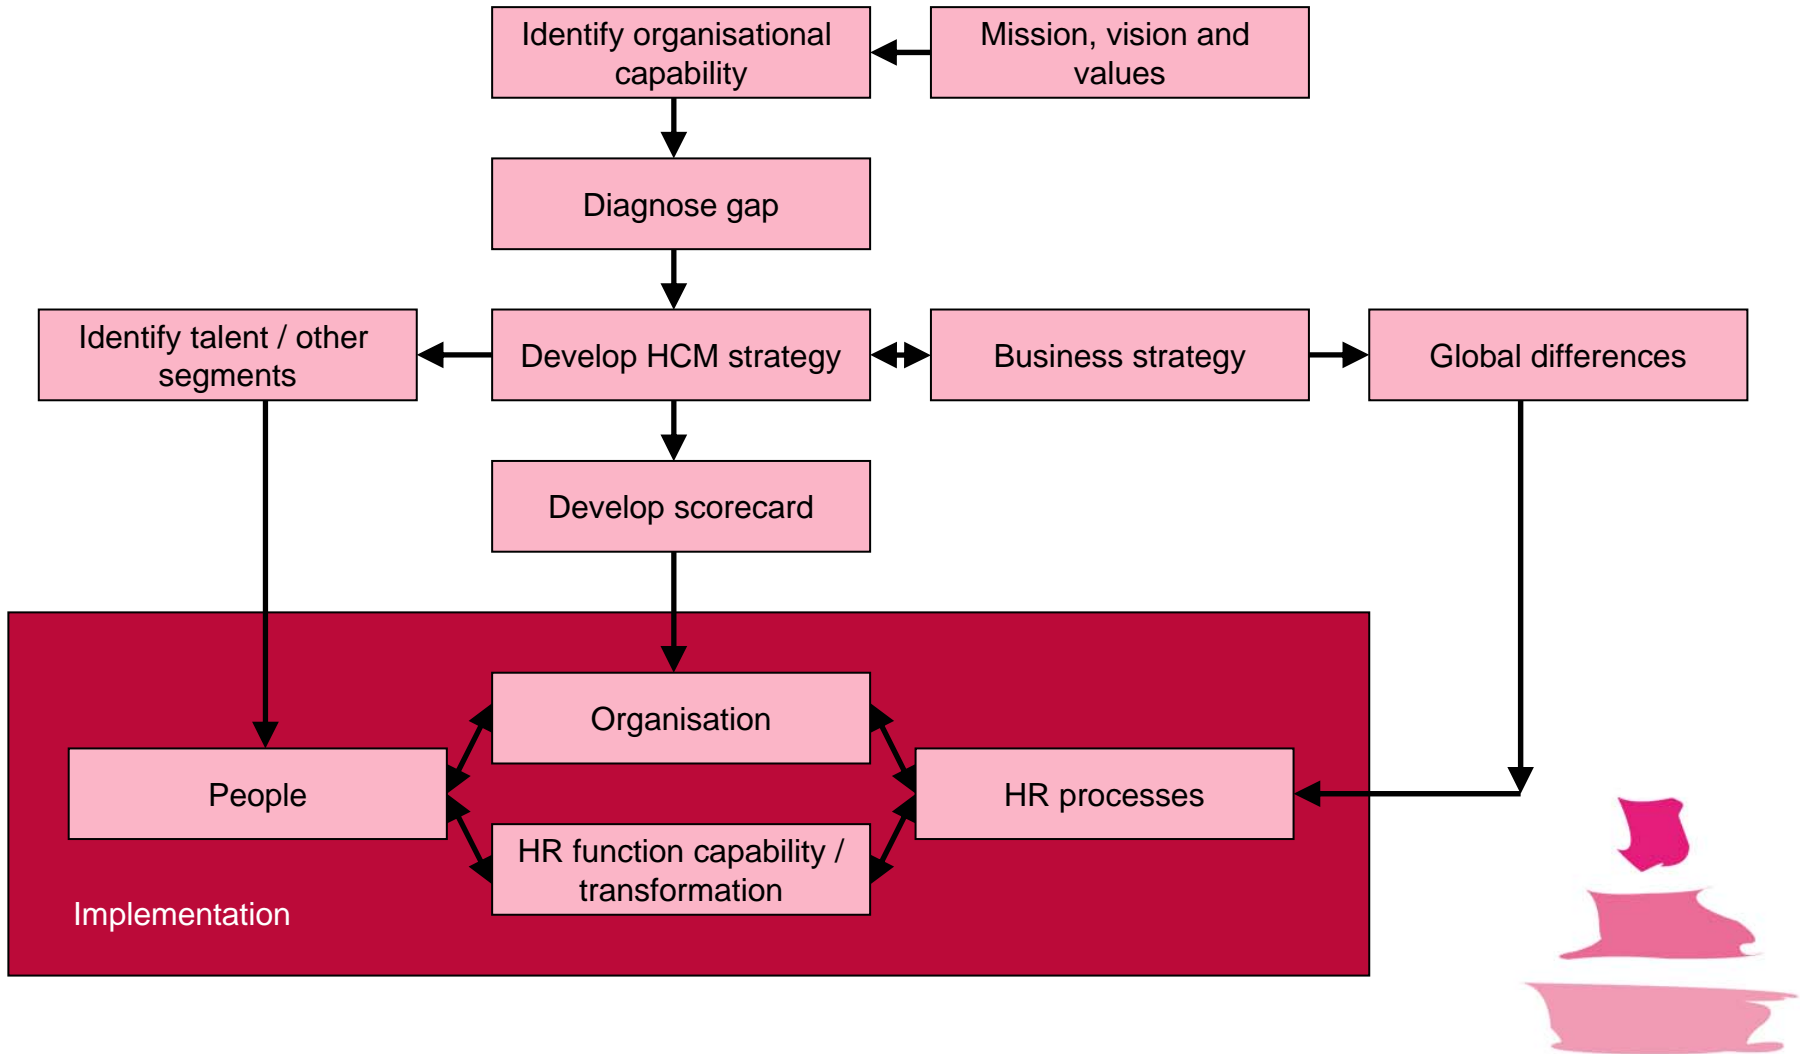 Identify organisational
capability
Mission, vision and
values
Diagnose gap
Identify talent / other
segments
Develop HCM strategy
Business strategy
Global differences
Develop scorecard
Organisation
People
HR processes
HR function capability /
transformation
Implementation